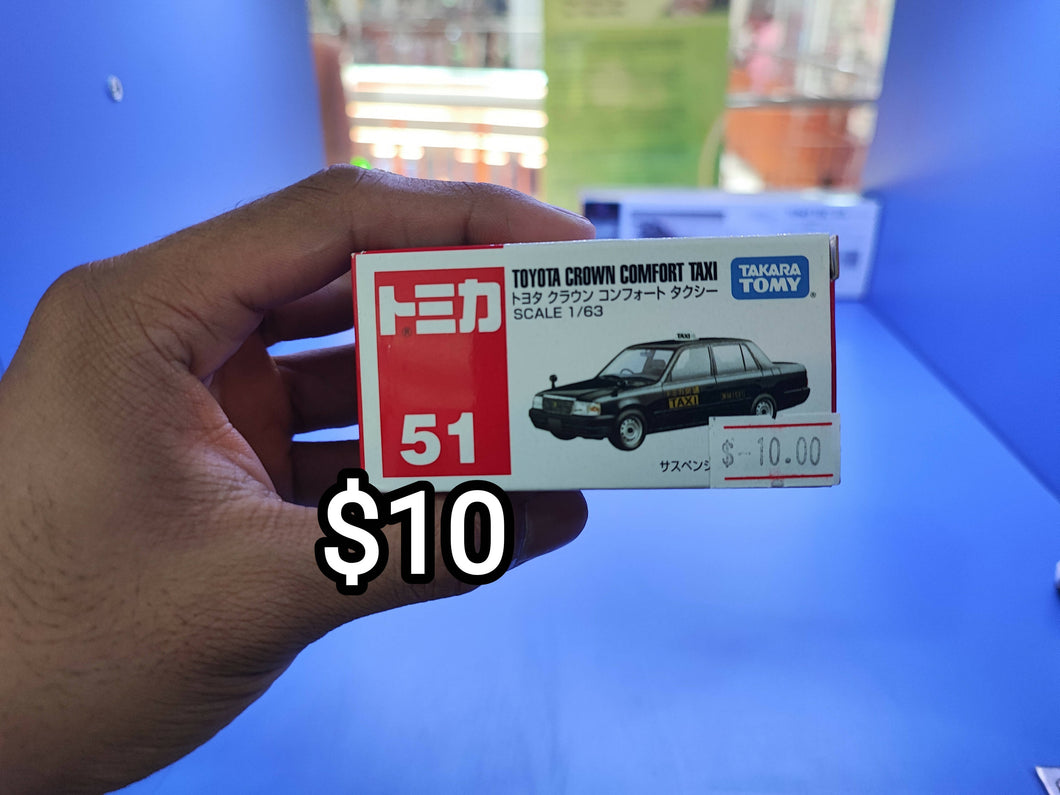 トミカ
51
TOYOTA CROWN COMFORT TAXI
トヨタ クラウン コンフォート タクシー
SCALE 1/63
TAKARA
TOMY
TAXI
TAXI
サスペンシ
$-10.00
$10